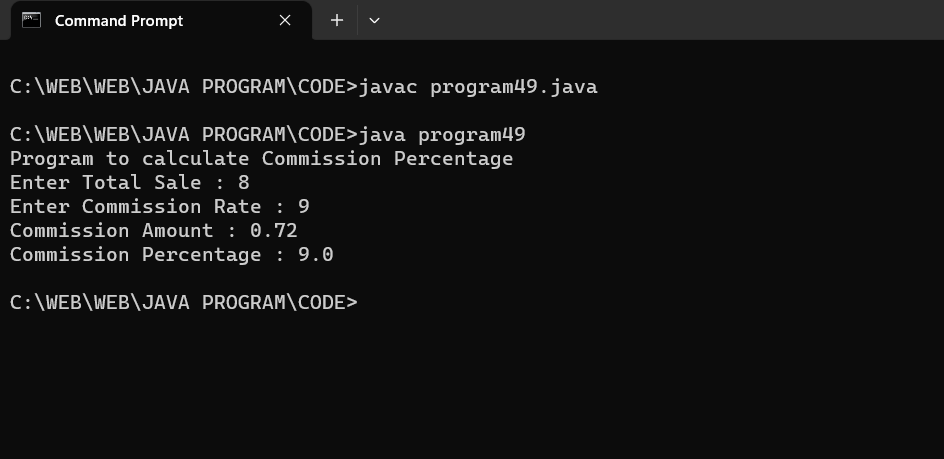 Command Prompt
C:\WEB\WEB\JAVA PROGRAM\CODE>javac program49.java
C:\WEB\WEB\JAVA PROGRAM\CODE>java program49
Program to calculate Commission Percentage
Enter Total Sale : 8
Enter Commission Rate : 9
Commission Amount : 0.72
Commission Percentage : 9.0
C:\WEB\WEB\JAVA PROGRAM\CODE>